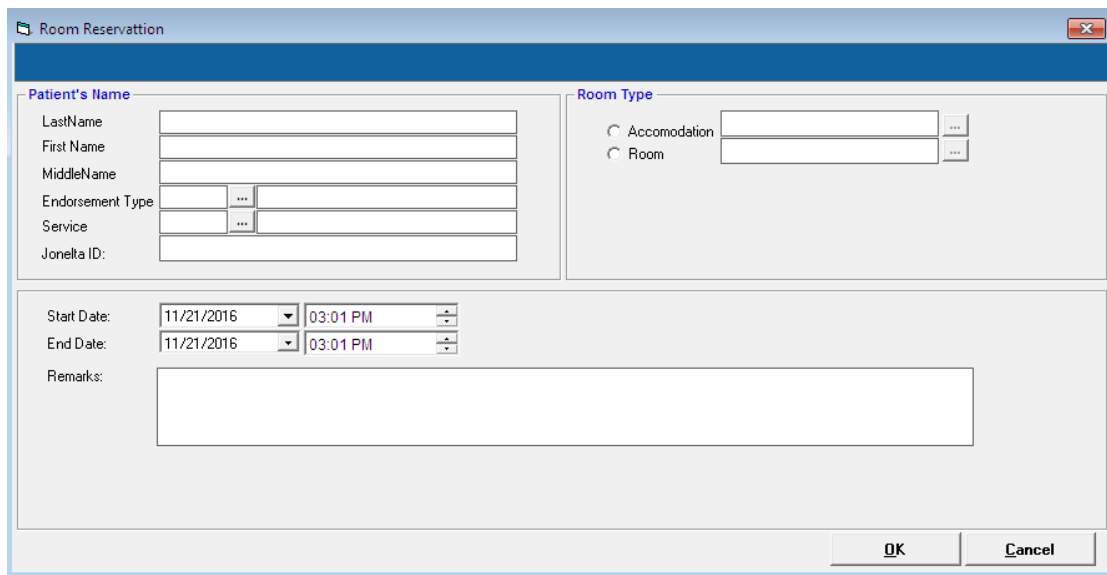 Room Reservattion
Patient's Name
LastName
First Name
MiddleName
Endorsement Type ...
Service ...
Jonelta ID:
Room Type
Accomodation ...
Room ...
Start Date: 11/21/2016 03:01 PM
End Date: 11/21/2016 03:01 PM
Remarks:
OK Cancel